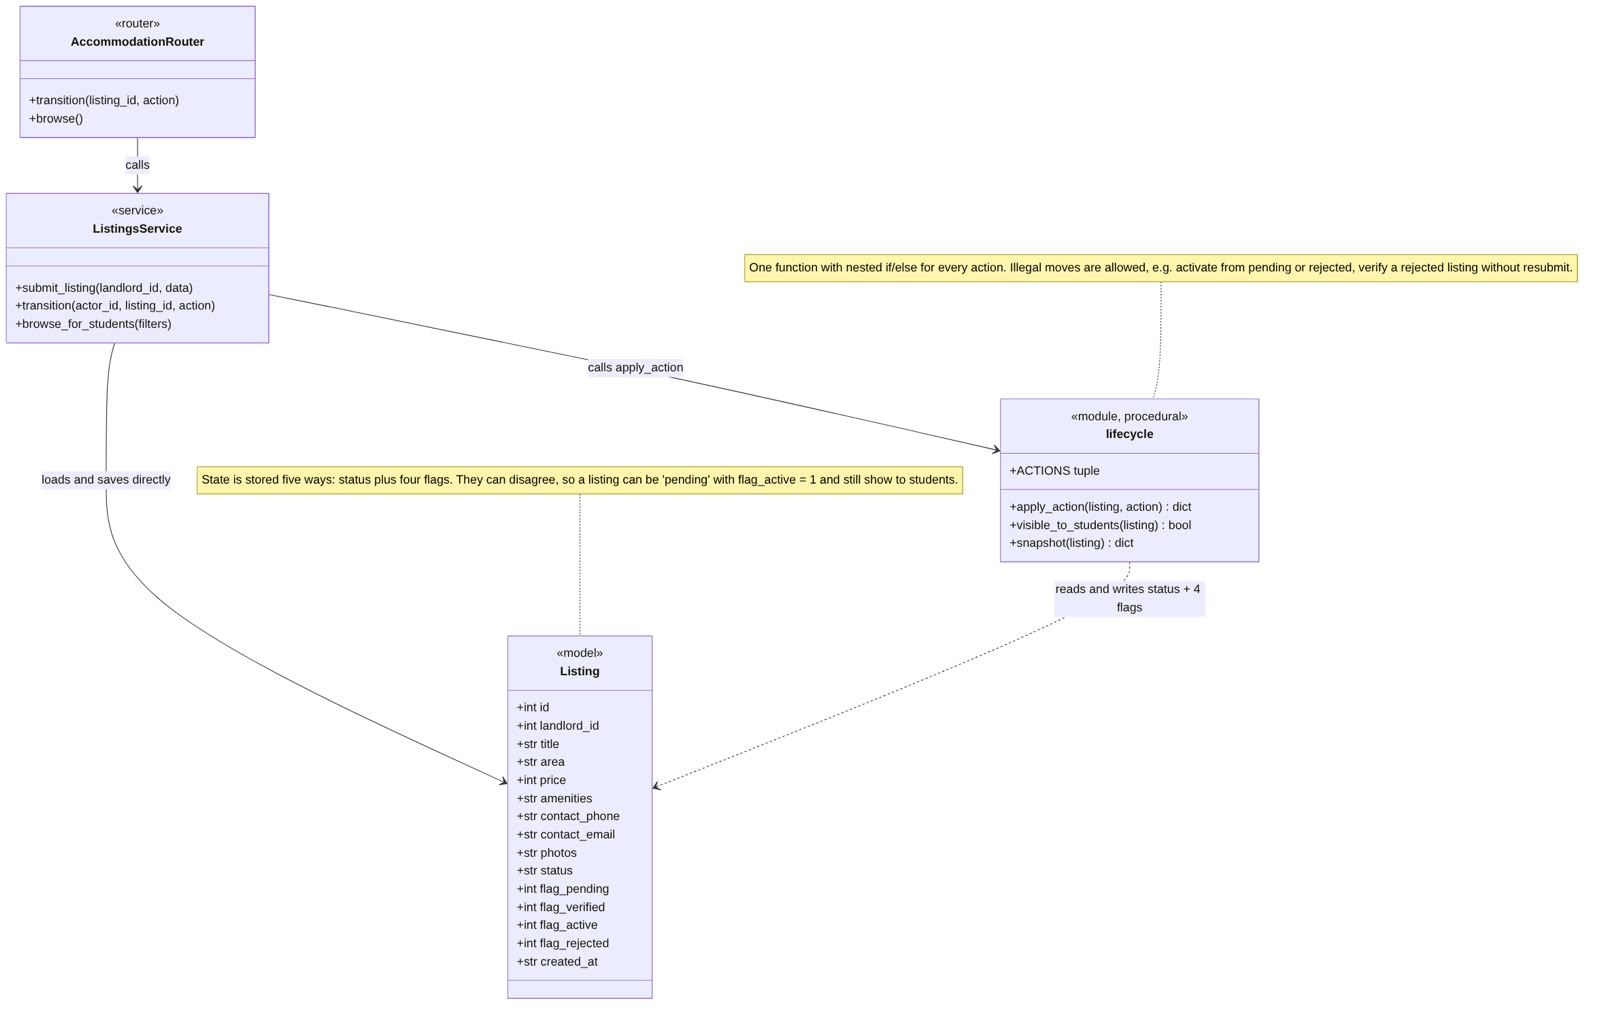 «router»
AccommodationRouter
+transition(listing_id, action)
+browse()
calls
«service»
ListingsService
+submit_listing(landlord_id, data)
+transition(actor_id, listing_id, action)
+browse_for_students(filters)
One function with nested if/else for every action. Illegal moves are allowed, e.g. activate from pending or rejected, verify a rejected listing without resubmit.
calls apply_action
«module, procedural»
lifecycle
+ACTIONS tuple
+apply_action(listing, action) : dict
+visible_to_students(listing) : bool
+snapshot(listing) : dict
loads and saves directly
State is stored five ways: status plus four flags. They can disagree, so a listing can be 'pending' with flag_active = 1 and still show to students.
reads and writes status + 4
flags
«model»
Listing
+int id
+int landlord_id
+str title
+str area
+int price
+str amenities
+str contact_phone
+str contact_email
+str photos
+str status
+int flag_pending
+int flag_verified
+int flag_active
+int flag_rejected
+str created_at